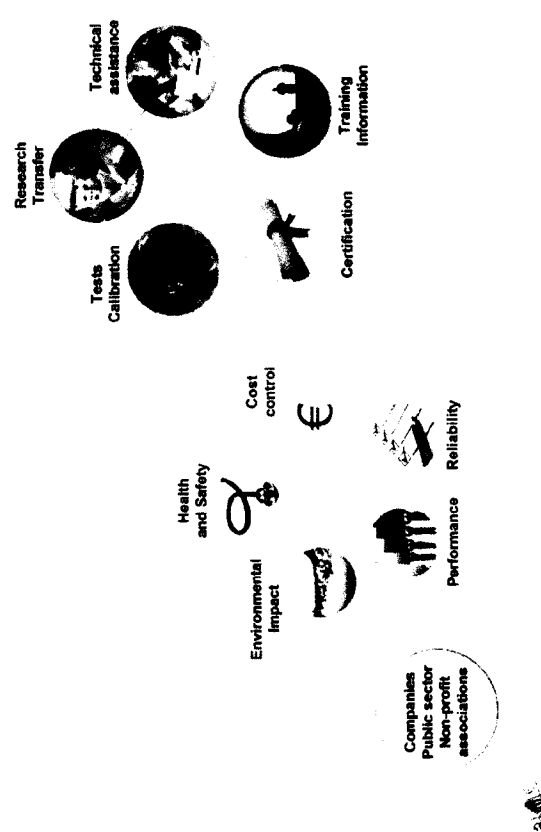 Research
Transfer
Tests
Calibration
Technical
assistance
Health
and Safety
Environmental
Impact
Cost
control
Certification
Training
Information
Companies
Public sector
Non-profit
associations
Performance
Reliability